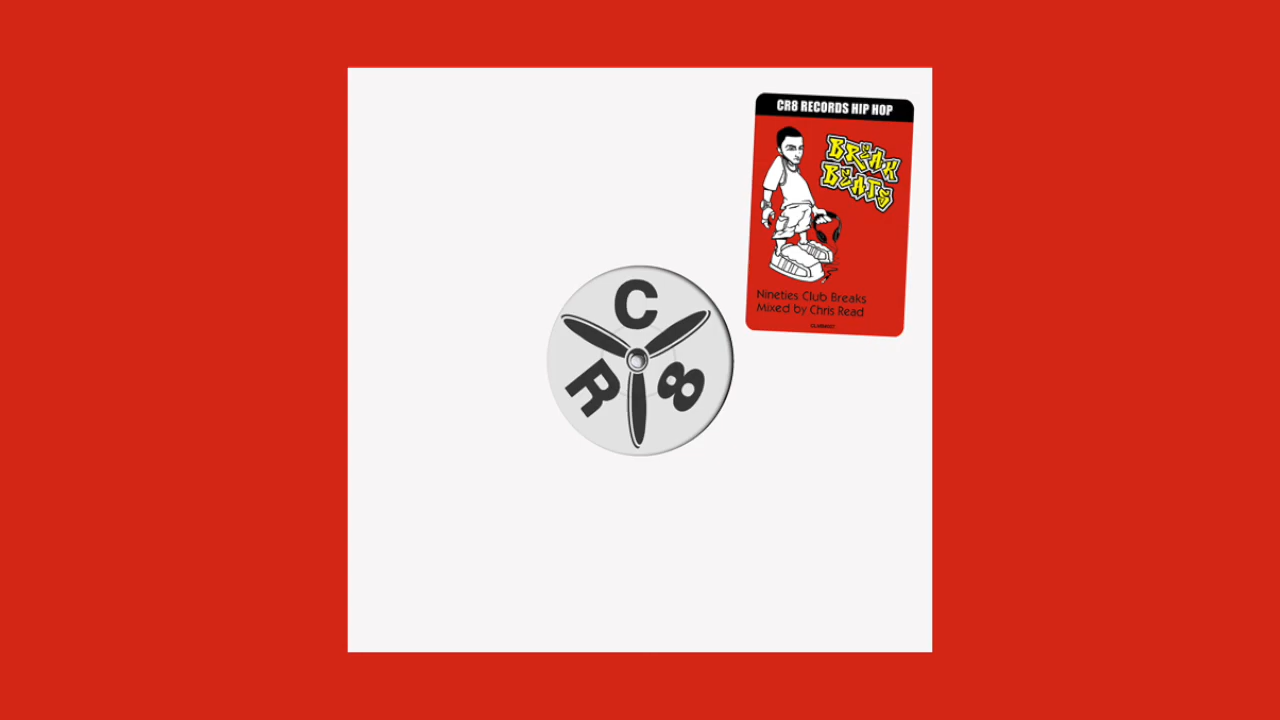 CR8 RECORDS HIP HOP
BREAK
BEATS
Nineties Club Breaks
Mixed by Chris Read
C
R 8